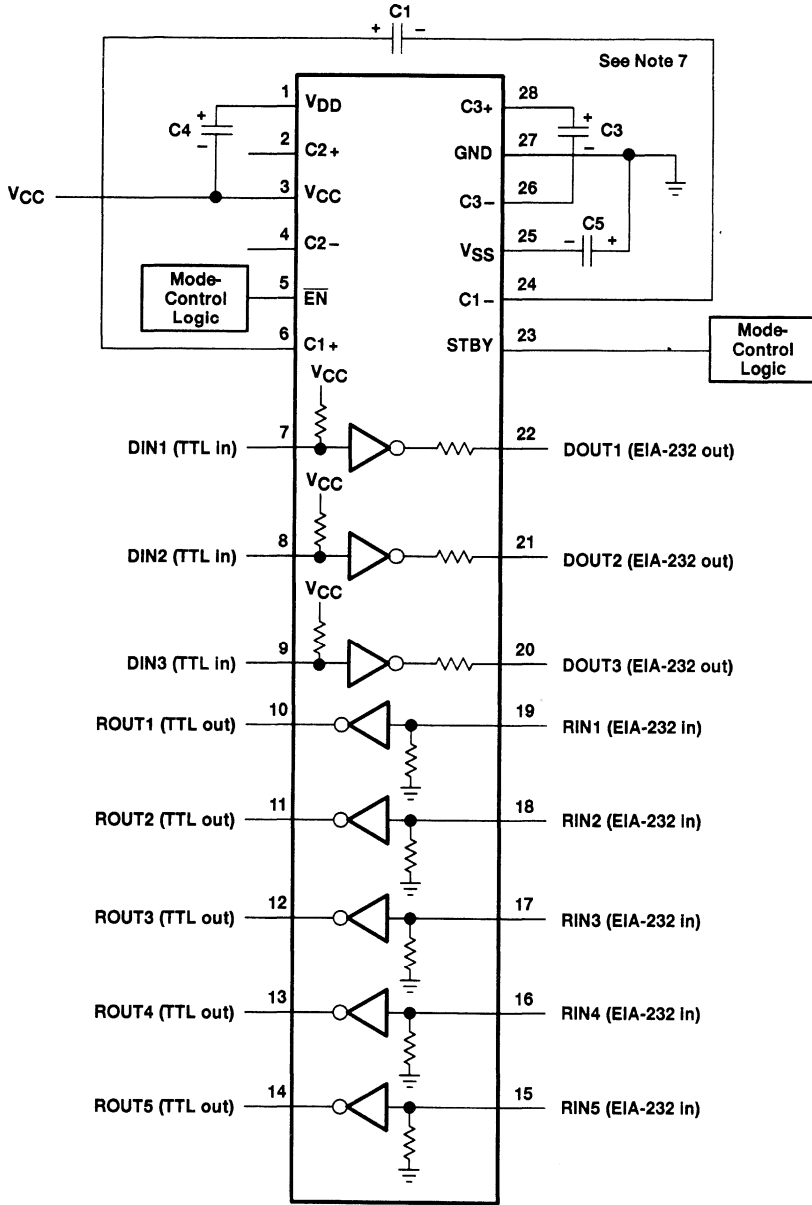 C1
+ −
See Note 7
1 VDD
C3+ 28
+
C4
−
+
C3
−
2 C2+
GND 27
VCC
3 VCC
C3− 26
4 C2−
VSS 25
− C5 +
Mode-
Control
Logic
5 EN
C1− 24
6 C1+
STBY 23
Mode-
Control
Logic
VCC
DIN1 (TTL in) 7
22 DOUT1 (EIA-232 out)
VCC
DIN2 (TTL in) 8
21 DOUT2 (EIA-232 out)
VCC
DIN3 (TTL in) 9
20 DOUT3 (EIA-232 out)
ROUT1 (TTL out) 10
19 RIN1 (EIA-232 in)
ROUT2 (TTL out) 11
18 RIN2 (EIA-232 in)
ROUT3 (TTL out) 12
17 RIN3 (EIA-232 in)
ROUT4 (TTL out) 13
16 RIN4 (EIA-232 in)
ROUT5 (TTL out) 14
15 RIN5 (EIA-232 in)